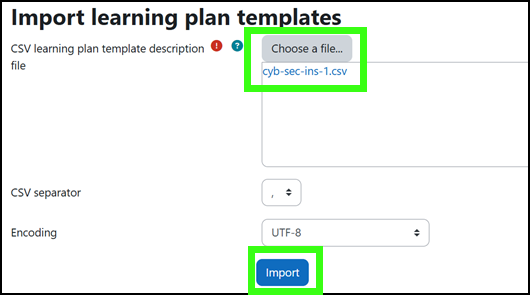 Import learning plan templates
CSV learning plan template description file
Choose a file...
cyb-sec-ins-1.csv
CSV separator
,
Encoding
UTF-8
Import